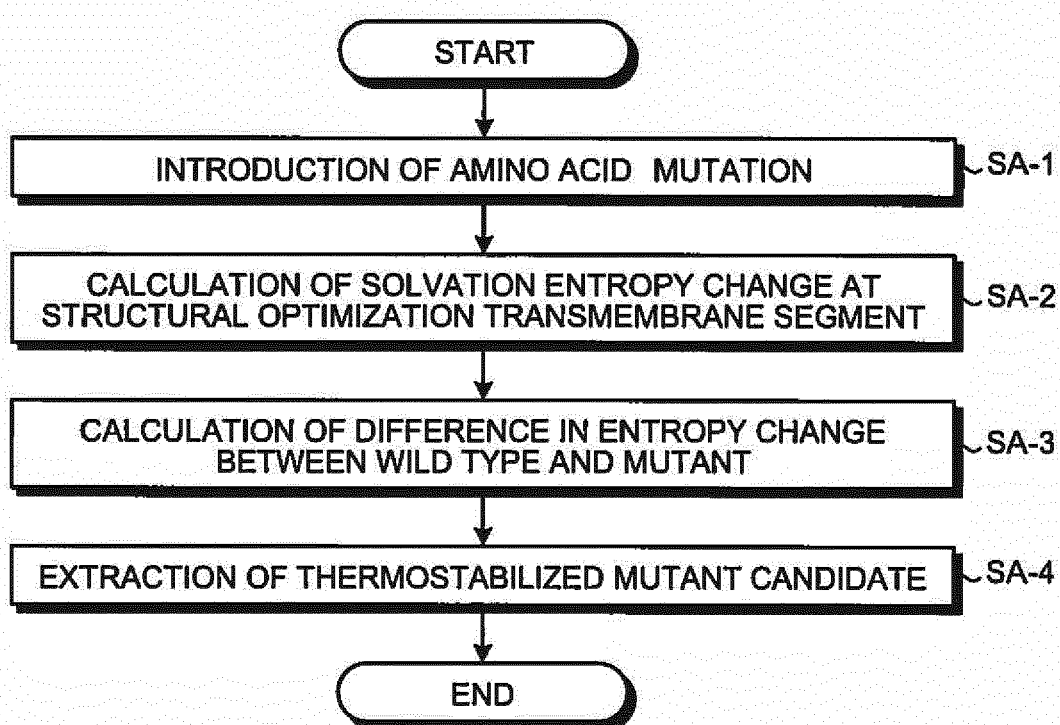 START
INTRODUCTION OF AMINO ACID MUTATION
SA-1
CALCULATION OF SOLVATION ENTROPY CHANGE AT
STRUCTURAL OPTIMIZATION TRANSMEMBRANE SEGMENT
SA-2
CALCULATION OF DIFFERENCE IN ENTROPY CHANGE
BETWEEN WILD TYPE AND MUTANT
SA-3
EXTRACTION OF THERMOSTABILIZED MUTANT CANDIDATE
SA-4
END